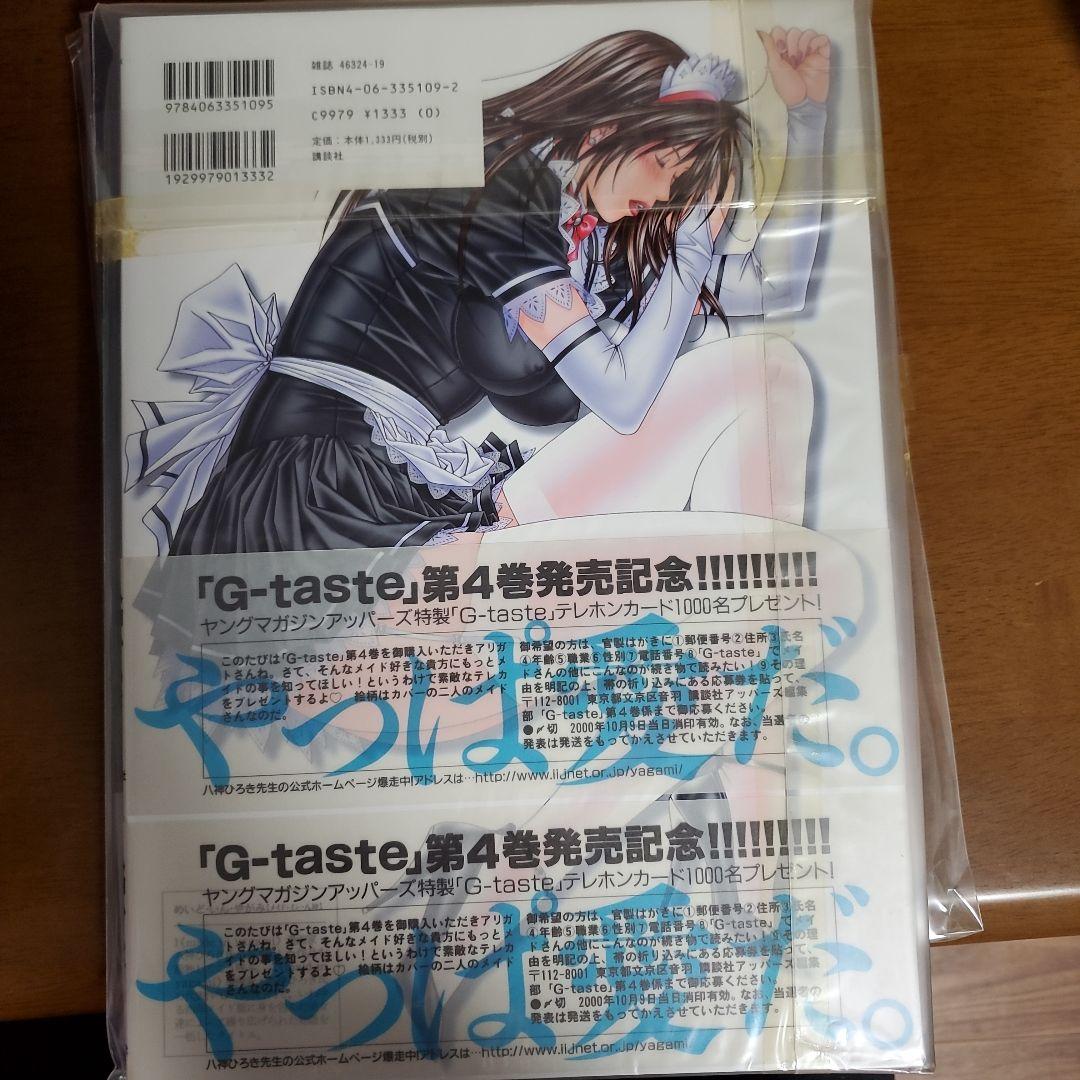 雑誌 46324-19
ISBN4-06-335109-2
C9979 ¥1333 (0)
定価：本体1,333円(税別)
講談社
9784063351095
1929979013332
「G-taste」第4巻発売記念!!!!!!!!!
ヤングマガジンアッパーズ特製「G-taste」テレホンカード1000名プレゼント!
このたびは「G-taste」第4巻を御購入いただきアリガ
トさんね。さて、そんなメイド好きな貴方にもっとメ
イドの事を知ってほしい！というわけで素敵なテレカ
をプレゼントするよ♡ 絵柄はカバーの二人のメイド
さんなのだ。
御希望の方は、官製はがきに①郵便番号②住所③氏名
④年齢⑤職業⑥性別⑦電話番号⑧「G-taste」でメイ
ドさんの他にこんなのが続き物で読みたい！⑨その理
由を明記の上、帯の折り込みにある応募券を貼って、
〒112-8001 東京都文京区音羽 講談社アッパーズ編集
部「G-taste」第4巻係まで御応募ください。
●〆切 2000年10月9日当日消印有効。なお、当選者の
発表は発送をもってかえさせていただきます。
やっぱ夏だ。
八神ひろき先生の公式ホームページ爆走中!アドレスは…http://www.iijnet.or.jp/yagami/
「G-taste」第4巻発売記念!!!!!!!!!
ヤングマガジンアッパーズ特製「G-taste」テレホンカード1000名プレゼント!
このたびは「G-taste」第4巻を御購入いただきアリガ
トさんね。さて、そんなメイド好きな貴方にもっとメ
イドの事を知ってほしい！というわけで素敵なテレカ
をプレゼントするよ♡ 絵柄はカバーの二人のメイド
さんなのだ。
御希望の方は、官製はがきに①郵便番号②住所③氏名
④年齢⑤職業⑥性別⑦電話番号⑧「G-taste」でメイ
ドさんの他にこんなのが続き物で読みたい！⑨その理
由を明記の上、帯の折り込みにある応募券を貼って、
〒112-8001 東京都文京区音羽 講談社アッパーズ編集
部「G-taste」第4巻係まで御応募ください。
●〆切 2000年10月9日当日消印有効。なお、当選者の
発表は発送をもってかえさせていただきます。
やっぱ夏だ。
八神ひろき先生の公式ホームページ爆走中!アドレスは…http://www.iijnet.or.jp/yagami/